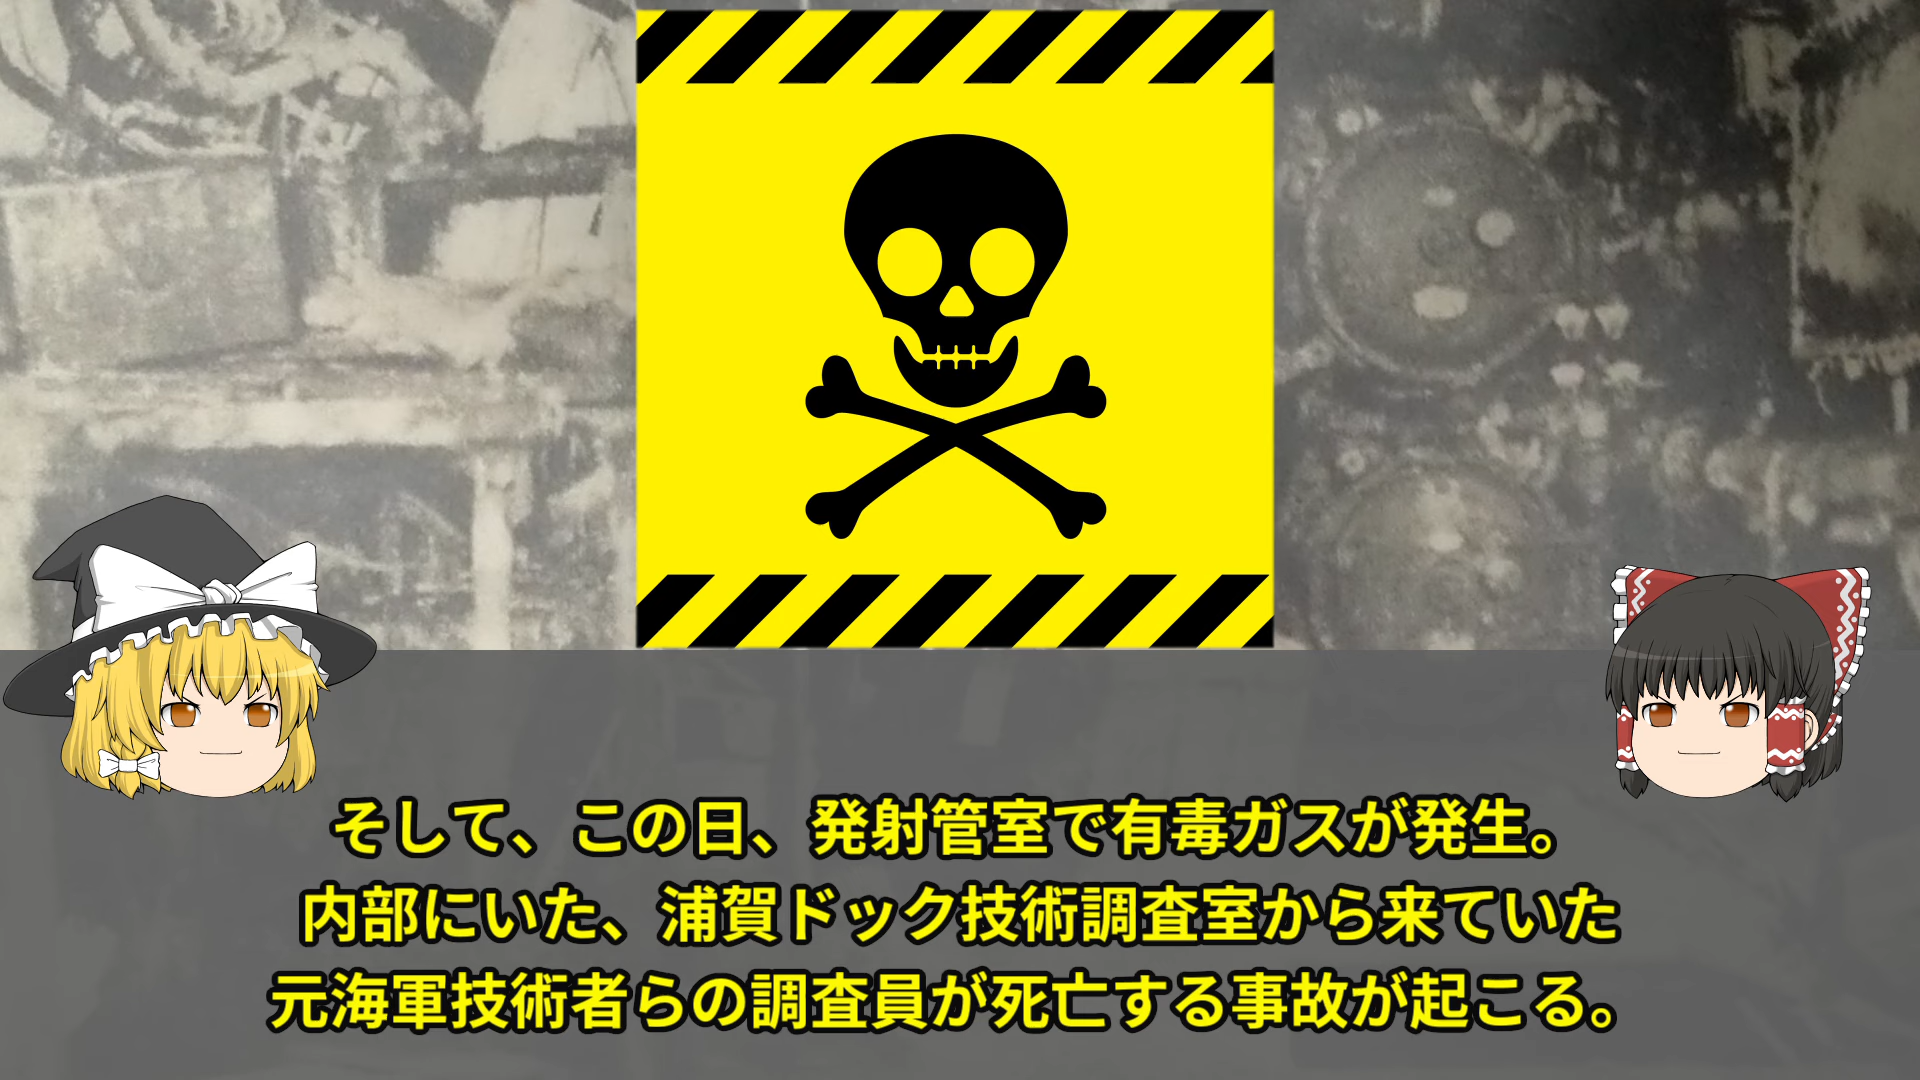 そして、この日、発射管室で有毒ガスが発生。
内部にいた、浦賀ドック技術調査室から来ていた
元海軍技術者らの調査員が死亡する事故が起こる。